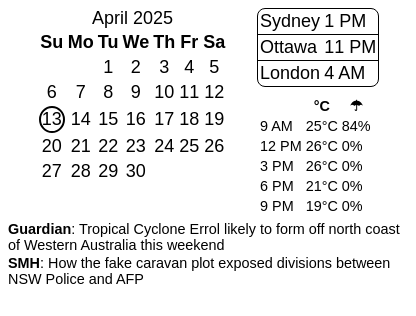 April 2025
Su Mo Tu We Th Fr Sa
1 2 3 4 5
6 7 8 9 10 11 12
13 14 15 16 17 18 19
20 21 22 23 24 25 26
27 28 29 30
Sydney 1 PM
Ottawa 11 PM
London 4 AM
°C ☂
9 AM 25°C 84%
12 PM 26°C 0%
3 PM 26°C 0%
6 PM 21°C 0%
9 PM 19°C 0%
Guardian: Tropical Cyclone Errol likely to form off north coast
of Western Australia this weekend
SMH: How the fake caravan plot exposed divisions between
NSW Police and AFP